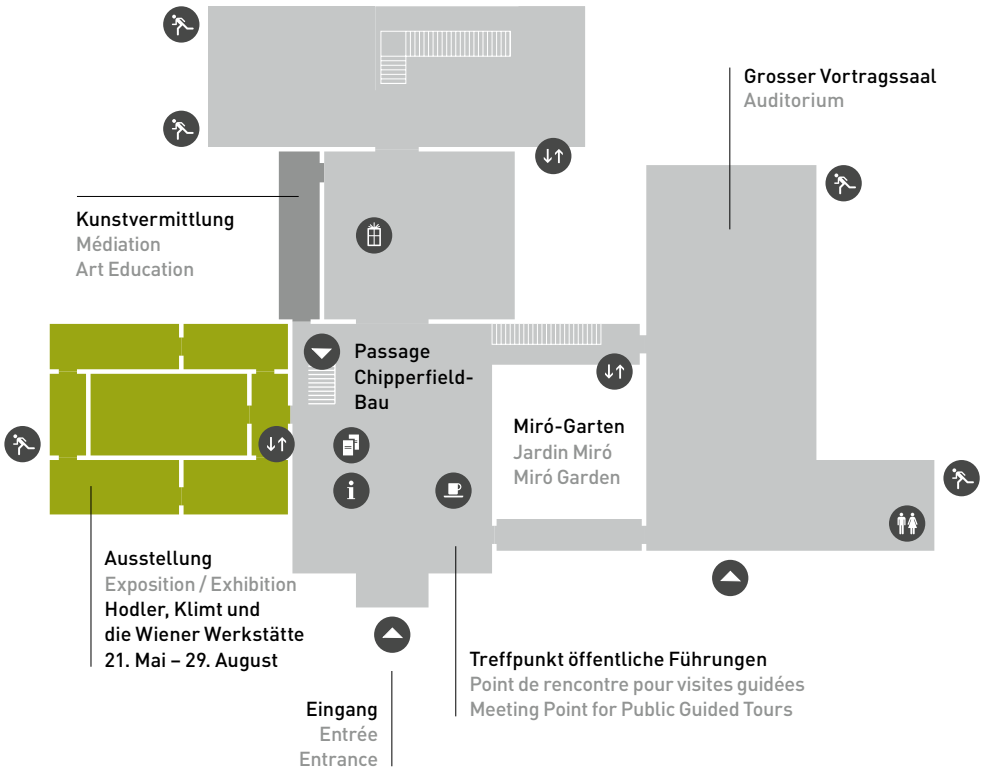 Grosser Vortragssaal
Auditorium
Kunstvermittlung
Médiation
Art Education
Passage
Chipperfield-
Bau
Miró-Garten
Jardin Miró
Miró Garden
i
Ausstellung
Exposition / Exhibition
Hodler, Klimt und
die Wiener Werkstätte
21. Mai – 29. August
Treffpunkt öffentliche Führungen
Point de rencontre pour visites guidées
Meeting Point for Public Guided Tours
Eingang
Entrée
Entrance